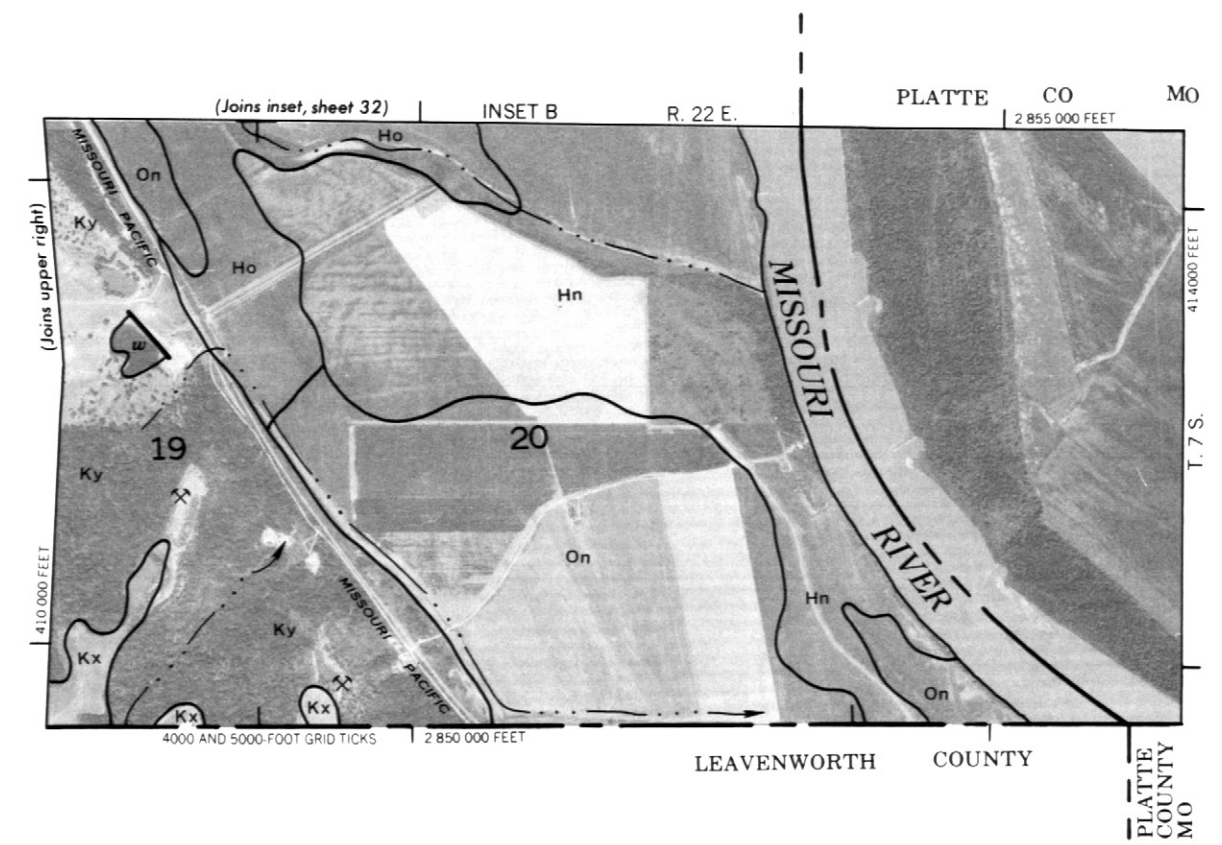 PLATTE CO MO
(Joins inset, sheet 32)
INSET B
R. 22 E.
2 855 000 FEET
MISSOURI PACIFIC
On
Ho
Ky
(Joins upper right)
Ho
Hn
414000 FEET
MISSOURI
w
19
20
T. 7 S.
Ky
On
RIVER
410 000 FEET
MISSOURI PACIFIC
Hn
Ky
Kx
On
Kx
Kx
4000 AND 5000-FOOT GRID TICKS
2 850 000 FEET
LEAVENWORTH COUNTY
PLATTE
COUNTY
MO